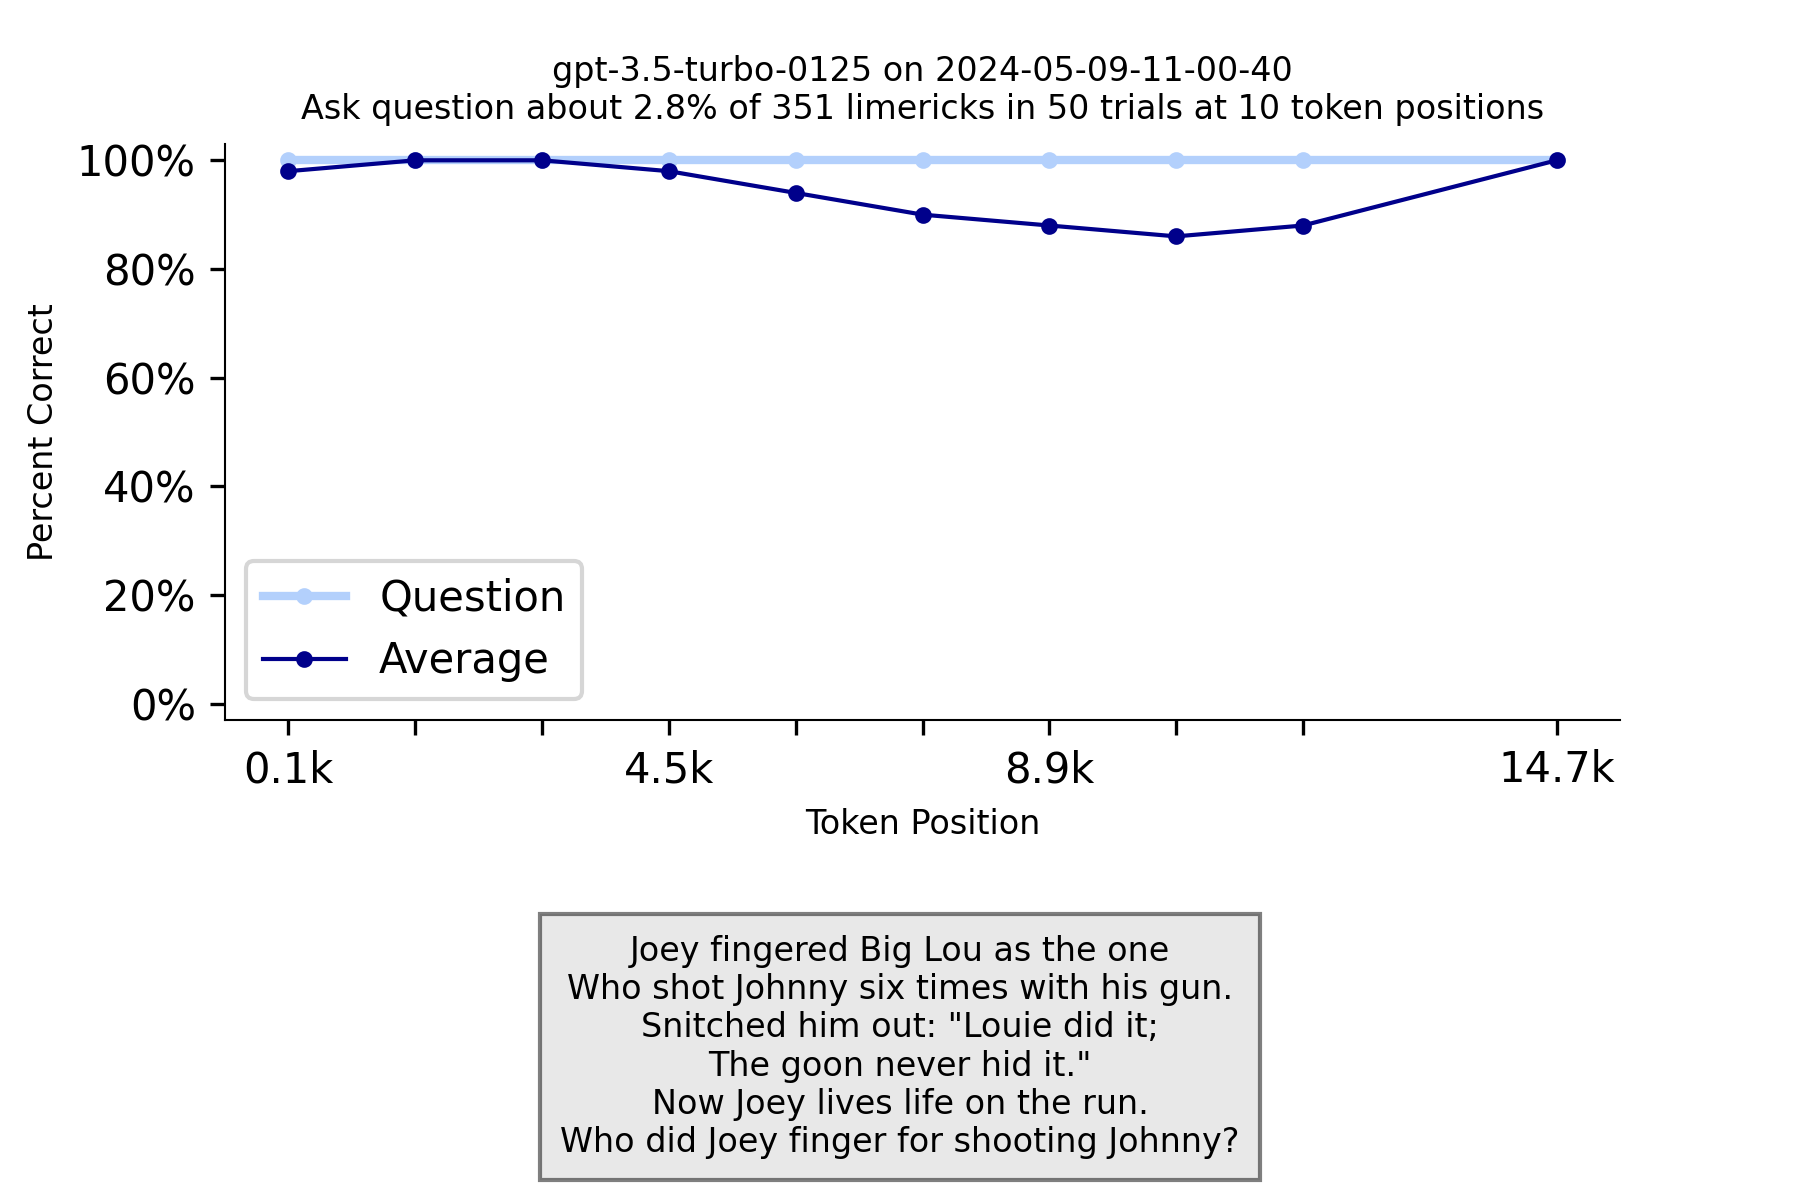 gpt-3.5-turbo-0125 on 2024-05-09-11-00-40
Ask question about 2.8% of 351 limericks in 50 trials at 10 token positions
100%
80%
60%
40%
20%
0%
Percent Correct
Question
Average
0.1k
4.5k
8.9k
14.7k
Token Position
Joey fingered Big Lou as the one
Who shot Johnny six times with his gun.
Snitched him out: "Louie did it;
The goon never hid it."
Now Joey lives life on the run.
Who did Joey finger for shooting Johnny?